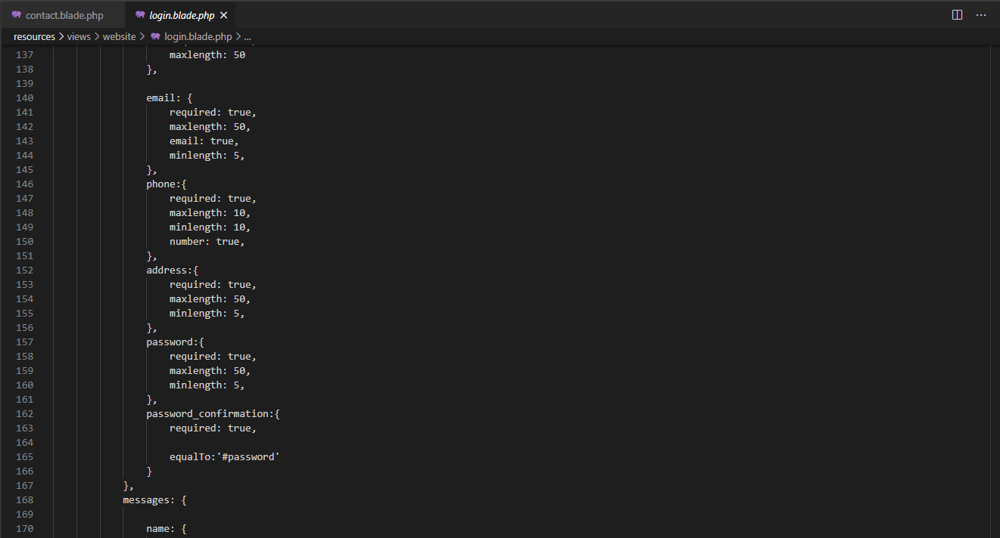 contact.blade.php login.blade.php
resources > views > website > login.blade.php > ...
137 maxlength: 50
138 },
139
140 email: {
141 required: true,
142 maxlength: 50,
143 email: true,
144 minlength: 5,
145 },
146 phone:{
147 required: true,
148 maxlength: 10,
149 minlength: 10,
150 number: true,
151 },
152 address:{
153 required: true,
154 maxlength: 50,
155 minlength: 5,
156 },
157 password:{
158 required: true,
159 maxlength: 50,
160 minlength: 5,
161 },
162 password_confirmation:{
163 required: true,
164
165 equalTo:'#password'
166 }
167 },
168 messages: {
169
170 name: {